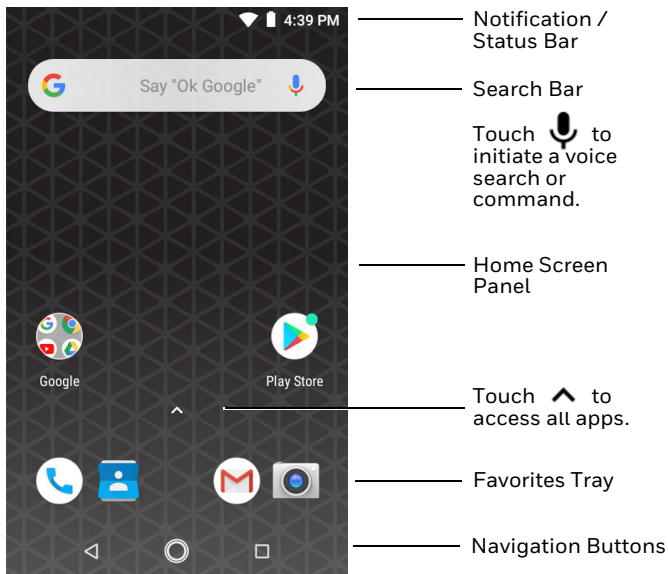 4:39 PM
Notification /
Status Bar
Say "Ok Google"
Search Bar
Touch to
initiate a voice
search or
command.
Home Screen
Panel
Google
Play Store
Touch to
access all apps.
Favorites Tray
Navigation Buttons